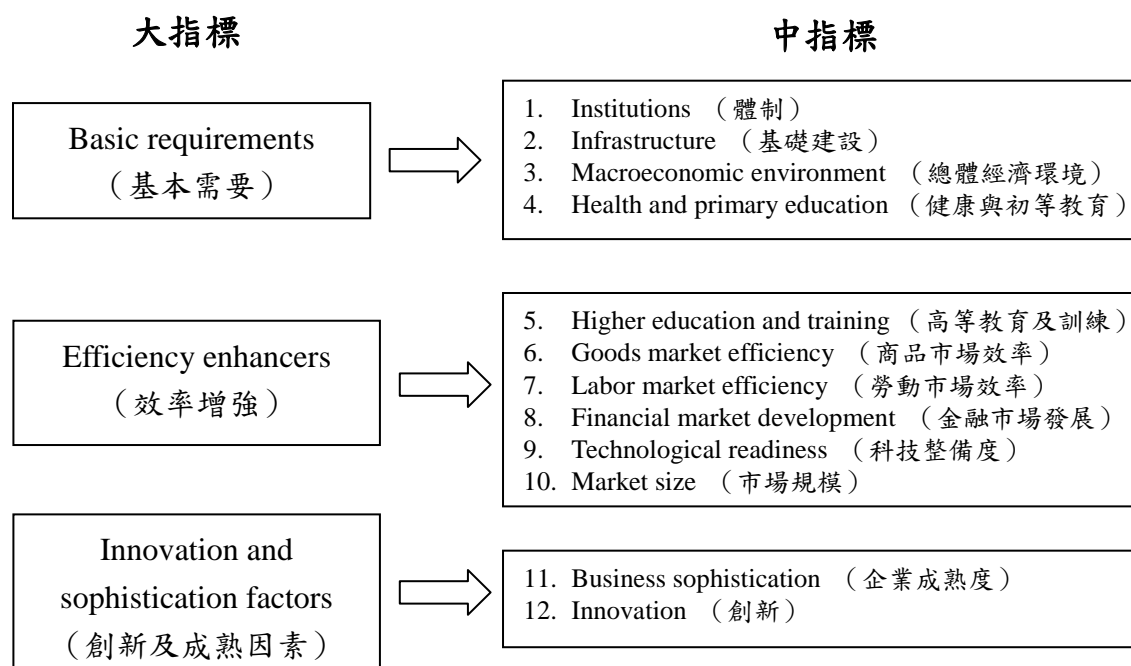 大指標
中指標
Basic requirements
（基本需要）
1. Institutions （體制）
2. Infrastructure （基礎建設）
3. Macroeconomic environment （總體經濟環境）
4. Health and primary education （健康與初等教育）
Efficiency enhancers
（效率增強）
5. Higher education and training （高等教育及訓練）
6. Goods market efficiency （商品市場效率）
7. Labor market efficiency （勞動市場效率）
8. Financial market development （金融市場發展）
9. Technological readiness （科技整備度）
10. Market size （市場規模）
Innovation and
sophistication factors
（創新及成熟因素）
11. Business sophistication （企業成熟度）
12. Innovation （創新）